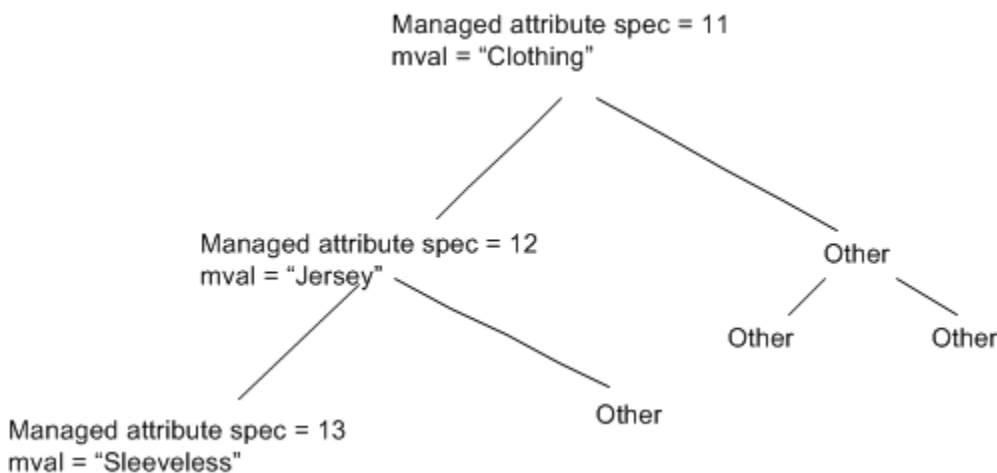 Managed attribute spec = 11
mval = “Clothing”
Managed attribute spec = 12
mval = “Jersey”
Other
Other
Other
Other
Managed attribute spec = 13
mval = “Sleeveless”